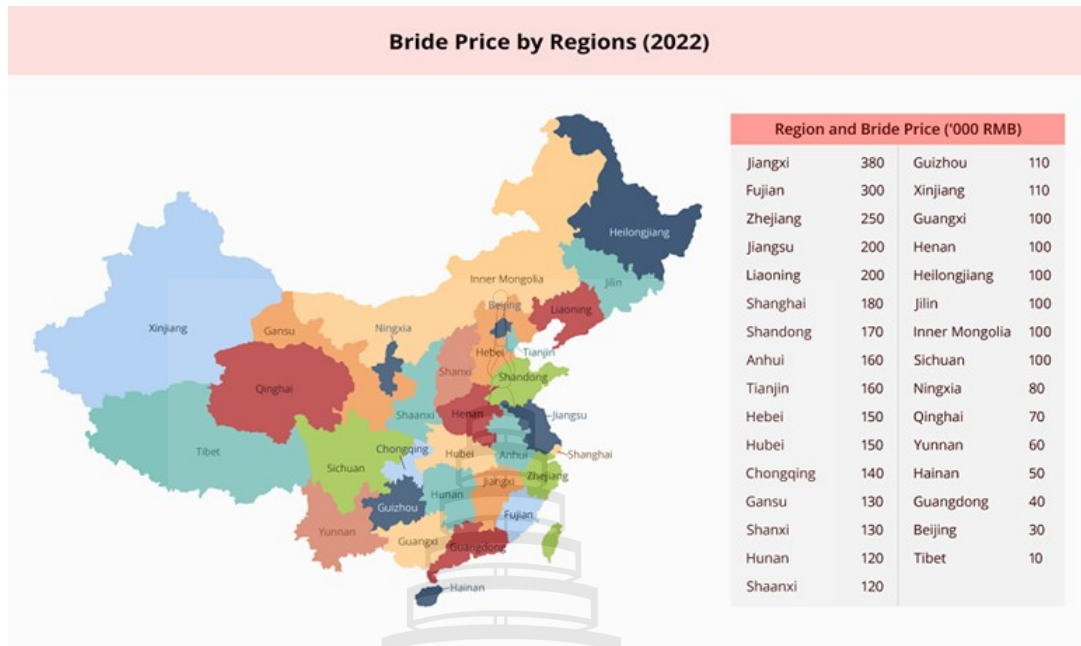 Bride Price by Regions (2022)
Region and Bride Price ('000 RMB)
Jiangxi 380 Guizhou 110
Fujian 300 Xinjiang 110
Zhejiang 250 Guangxi 100
Jiangsu 200 Henan 100
Liaoning 200 Heilongjiang 100
Shanghai 180 Jilin 100
Shandong 170 Inner Mongolia 100
Anhui 160 Sichuan 100
Tianjin 160 Ningxia 80
Hebei 150 Qinghai 70
Hubei 150 Yunnan 60
Chongqing 140 Hainan 50
Gansu 130 Guangdong 40
Shanxi 130 Beijing 30
Hunan 120 Tibet 10
Shaanxi 120
Heilongjiang
Inner Mongolia
Jilin
Beijing
Liaoning
Xinjiang
Gansu
Ningxia
Hebei
Tianjin
Shanxi
Shandong
Qinghai
Shaanxi
Henan
Jiangsu
Tibet
Chongqing
Hubei
Anhui
Shanghai
Sichuan
Zhejiang
Jiangxi
Hunan
Guizhou
Fujian
Yunnan
Guangxi
Guangdong
Hainan